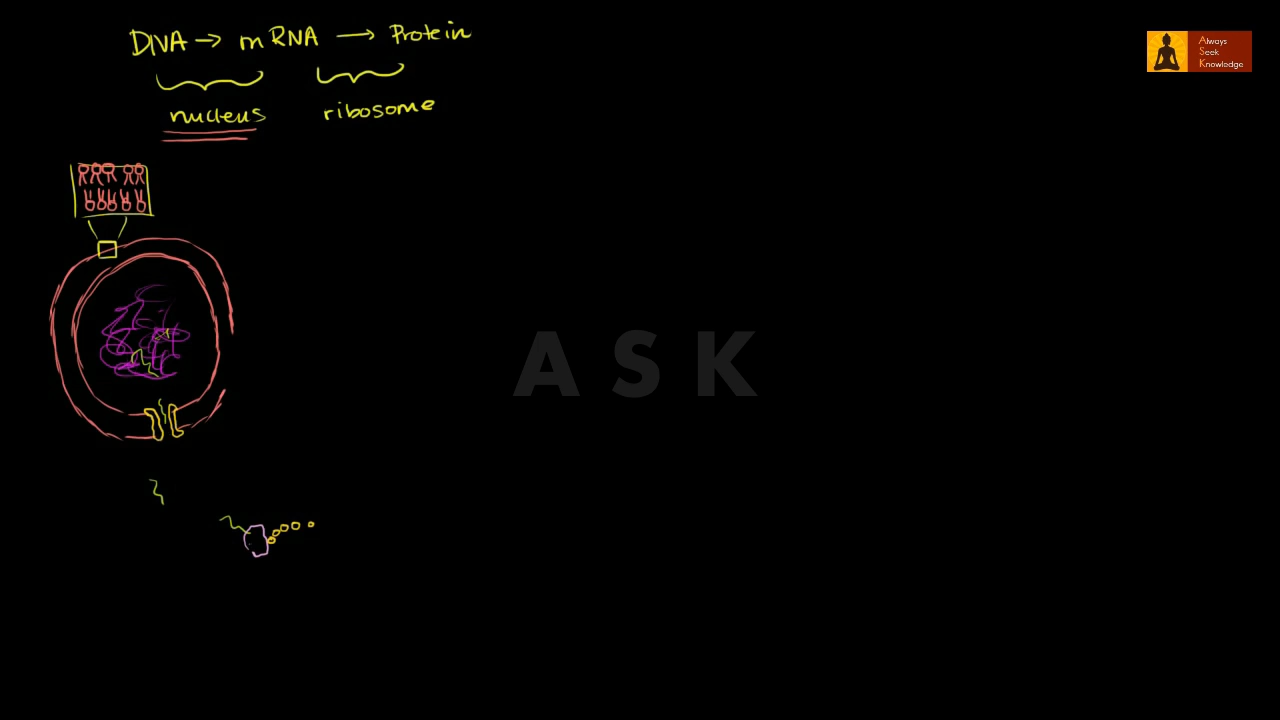 DNA → mRNA → Protein
nucleus ribosome
Always
Seek
Knowledge
ASK